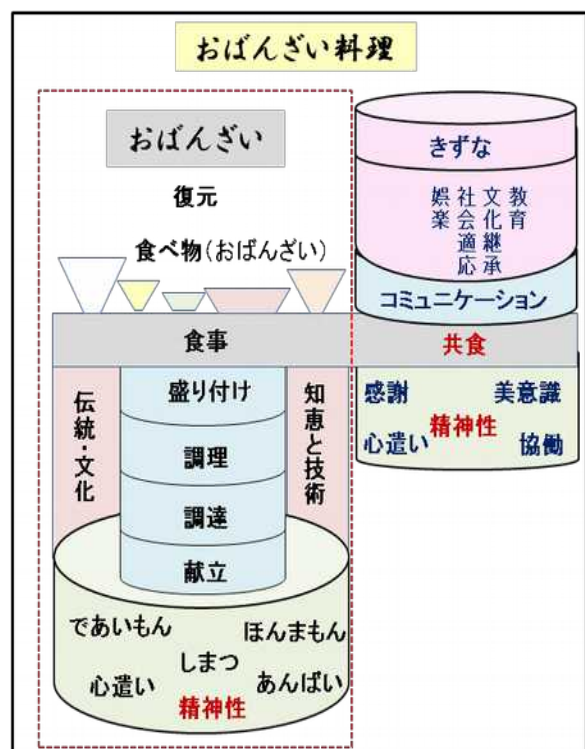 おばんざい料理
おばんざい
復元
食べ物(おばんざい)
きずな
娯楽
社会適応
文化継承
教育
コミュニケーション
食事
共食
伝統・文化
盛り付け
調理
調達
献立
知恵と技術
感謝
美意識
精神性
心遣い
協働
であいもん
ほんまもん
しまつ
心遣い
あんばい
精神性